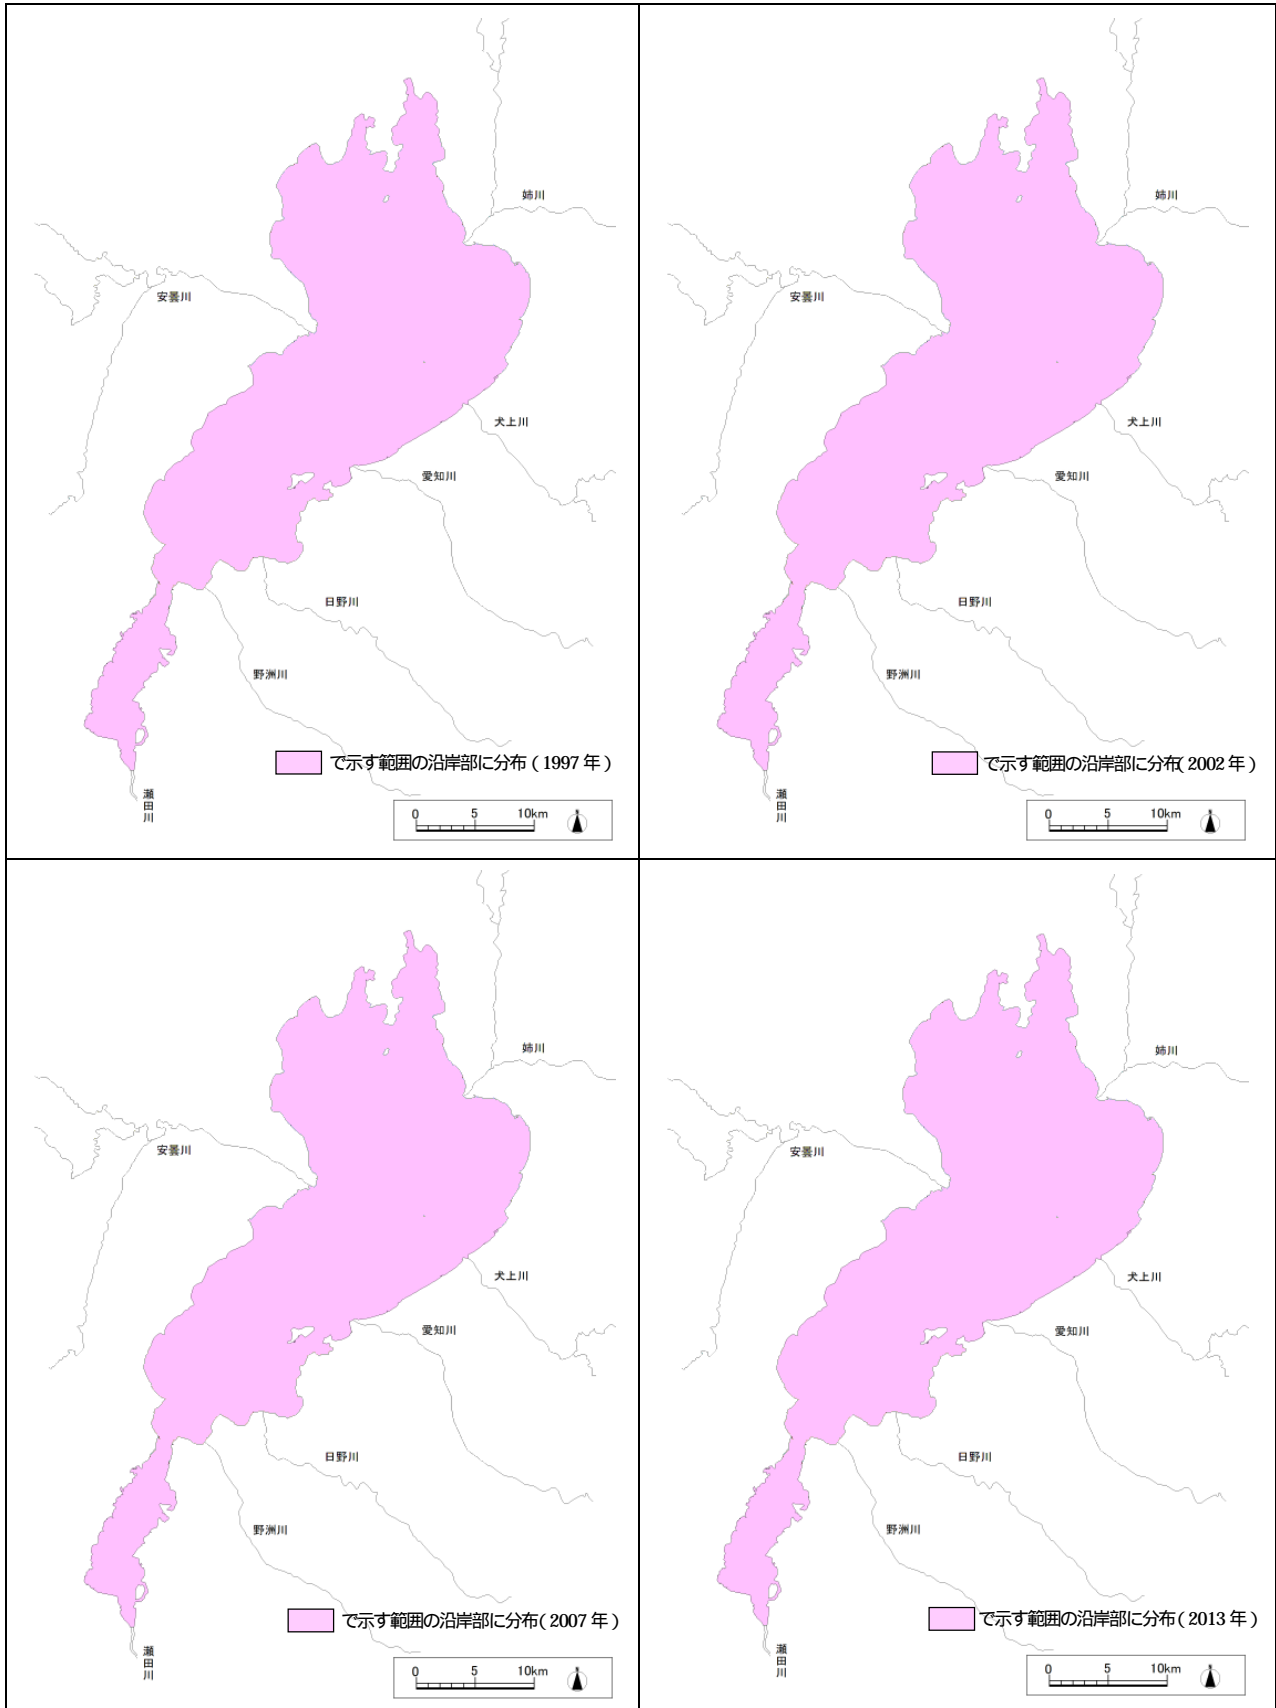 姉川
安曇川
犬上川
愛知川
日野川
野洲川
で示す範囲の沿岸部に分布(1997年)
瀬田川
0 5 10km
姉川
安曇川
犬上川
愛知川
日野川
野洲川
で示す範囲の沿岸部に分布(2002年)
瀬田川
0 5 10km
姉川
安曇川
犬上川
愛知川
日野川
野洲川
で示す範囲の沿岸部に分布(2007年)
瀬田川
0 5 10km
姉川
安曇川
犬上川
愛知川
日野川
野洲川
で示す範囲の沿岸部に分布(2013年)
瀬田川
0 5 10km